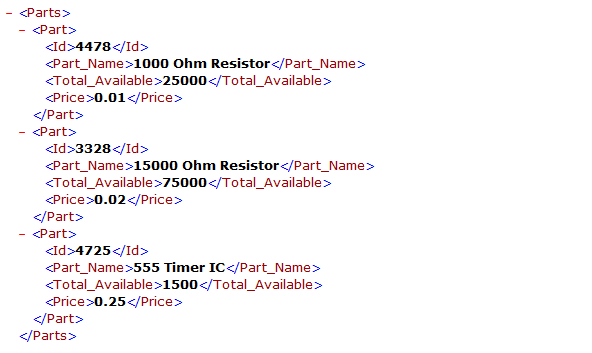 – <Parts>
– <Part>
<Id>4478</Id>
<Part_Name>1000 Ohm Resistor</Part_Name>
<Total_Available>25000</Total_Available>
<Price>0.01</Price>
</Part>
– <Part>
<Id>3328</Id>
<Part_Name>15000 Ohm Resistor</Part_Name>
<Total_Available>75000</Total_Available>
<Price>0.02</Price>
</Part>
– <Part>
<Id>4725</Id>
<Part_Name>555 Timer IC</Part_Name>
<Total_Available>1500</Total_Available>
<Price>0.25</Price>
</Part>
</Parts>